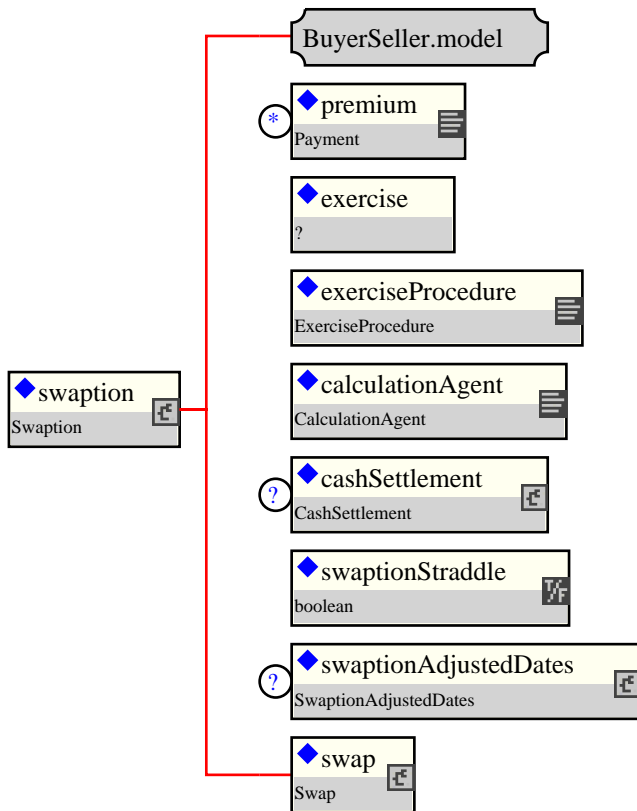 BuyerSeller.model
*
premium
Payment
exercise
?
exerciseProcedure
ExerciseProcedure
swaption
Swaption
calculationAgent
CalculationAgent
?
cashSettlement
CashSettlement
swaptionStraddle
boolean
T/F
?
swaptionAdjustedDates
SwaptionAdjustedDates
swap
Swap